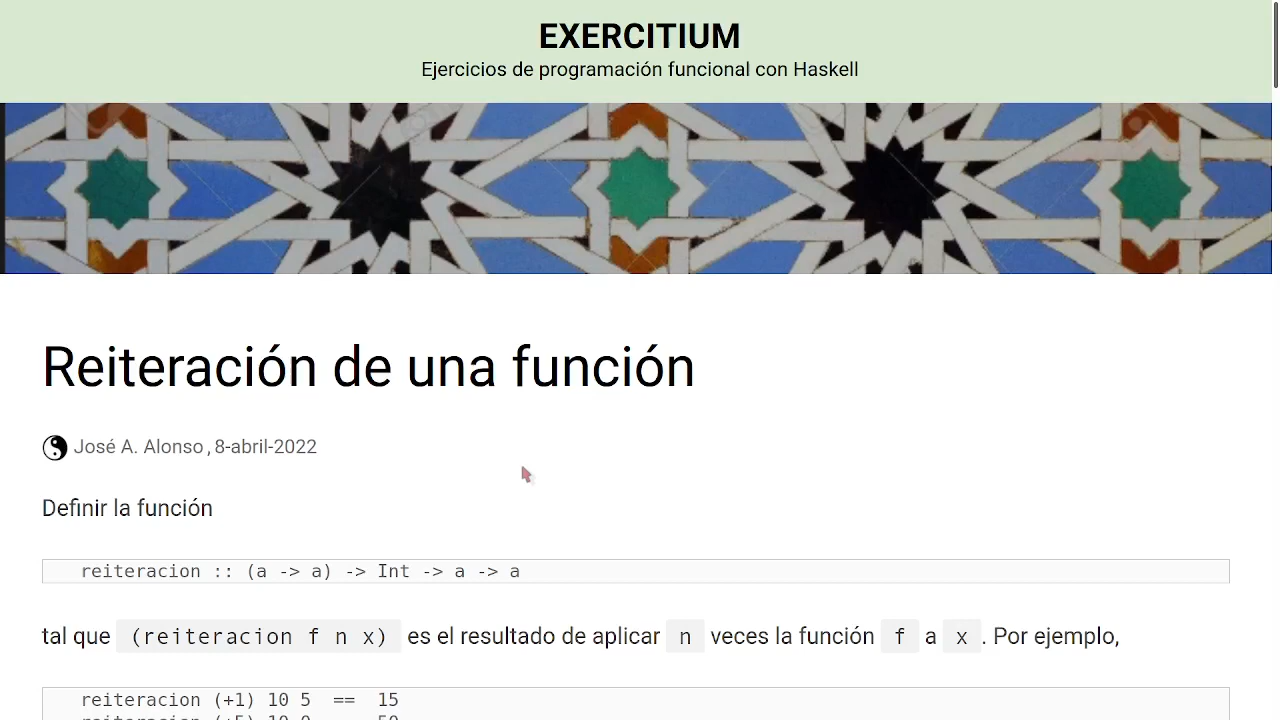 EXERCITIUM
Ejercicios de programación funcional con Haskell
Reiteración de una función
José A. Alonso , 8-abril-2022
Definir la función
reiteracion :: (a -> a) -> Int -> a -> a
tal que (reiteracion f n x) es el resultado de aplicar n veces la función f a x . Por ejemplo,
reiteracion (+1) 10 5 == 15